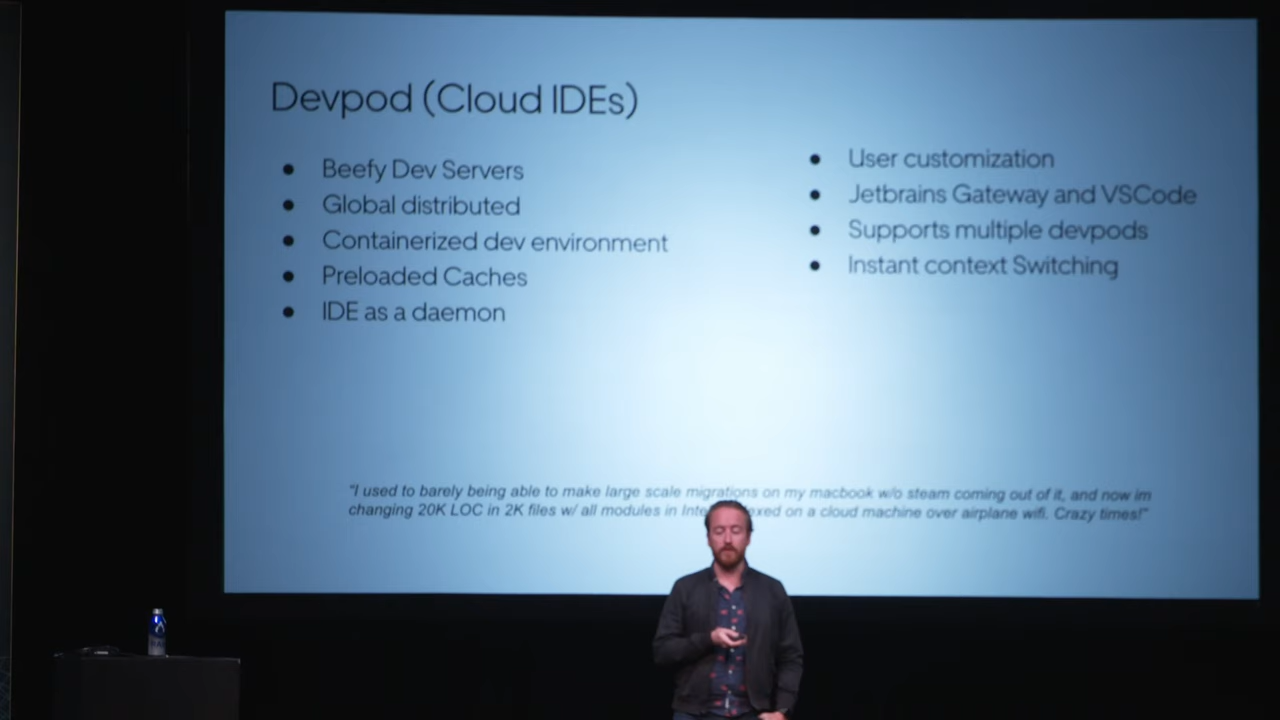 Devpod (Cloud IDEs)
Beefy Dev Servers
Global distributed
Containerized dev environment
Preloaded Caches
IDE as a daemon
User customization
Jetbrains Gateway and VSCode
Supports multiple devpods
Instant context Switching
"I used to barely being able to make large scale migrations on my macbook w/o steam coming out of it, and now im
changing 20K LOC in 2K files w/ all modules in on a cloud machine over airplane wifi. Crazy times!"